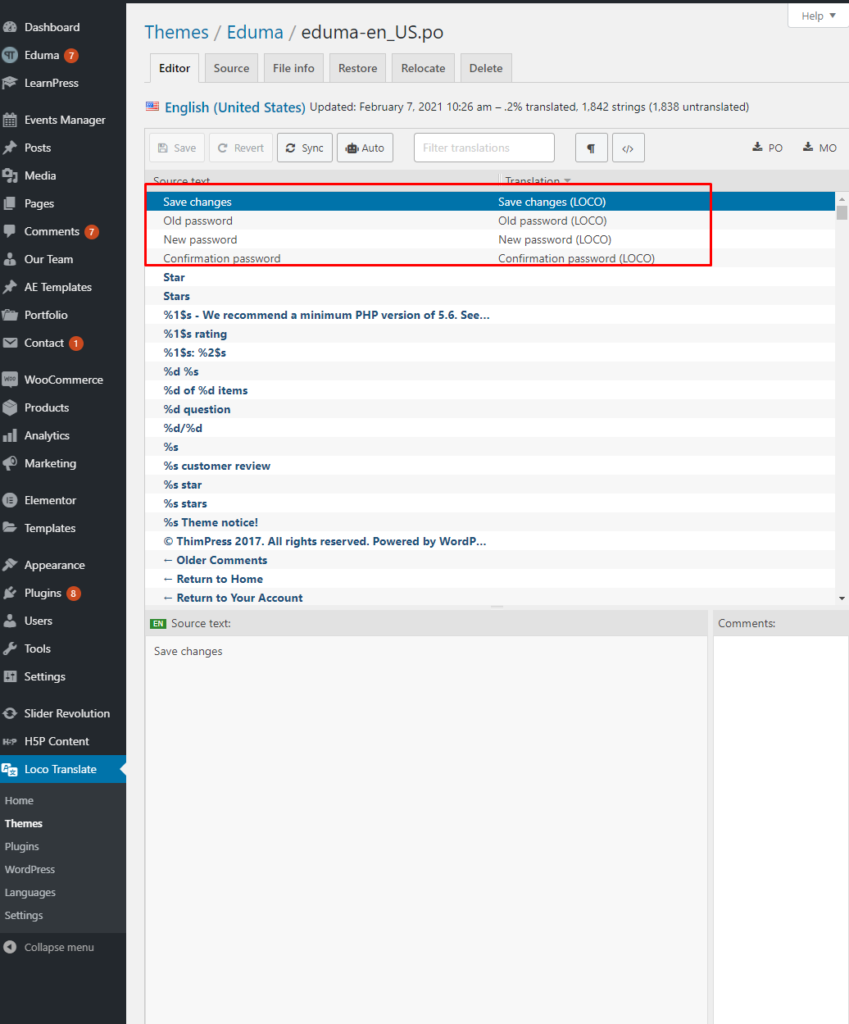 Help ▼
Dashboard
Eduma 7
LearnPress
Events Manager
Posts
Media
Pages
Comments 7
Our Team
AE Templates
Portfolio
Contact 1
WooCommerce
Products
Analytics
Marketing
Elementor
Templates
Appearance
Plugins 8
Users
Tools
Settings
Slider Revolution
H5P H5P Content
Loco Translate
Home
Themes
Plugins
WordPress
Languages
Settings
Collapse menu
Themes / Eduma / eduma-en_US.po
Editor Source File info Restore Relocate Delete
English (United States) Updated: February 7, 2021 10:26 am – .2% translated, 1,842 strings (1,838 untranslated)
Save Revert Sync Auto Filter translations ¶ </> PO MO
Source text Translation
Save changes Save changes (LOCO)
Old password Old password (LOCO)
New password New password (LOCO)
Confirmation password Confirmation password (LOCO)
Star
Stars
%1$s - We recommend a minimum PHP version of 5.6. See...
%1$s rating
%1$s: %2$s
%d %s
%d of %d items
%d question
%d/%d
%s
%s customer review
%s star
%s stars
%s Theme notice!
© ThimPress 2017. All rights reserved. Powered by WordP...
← Older Comments
← Return to Home
← Return to Your Account
EN Source text: Comments:
Save changes